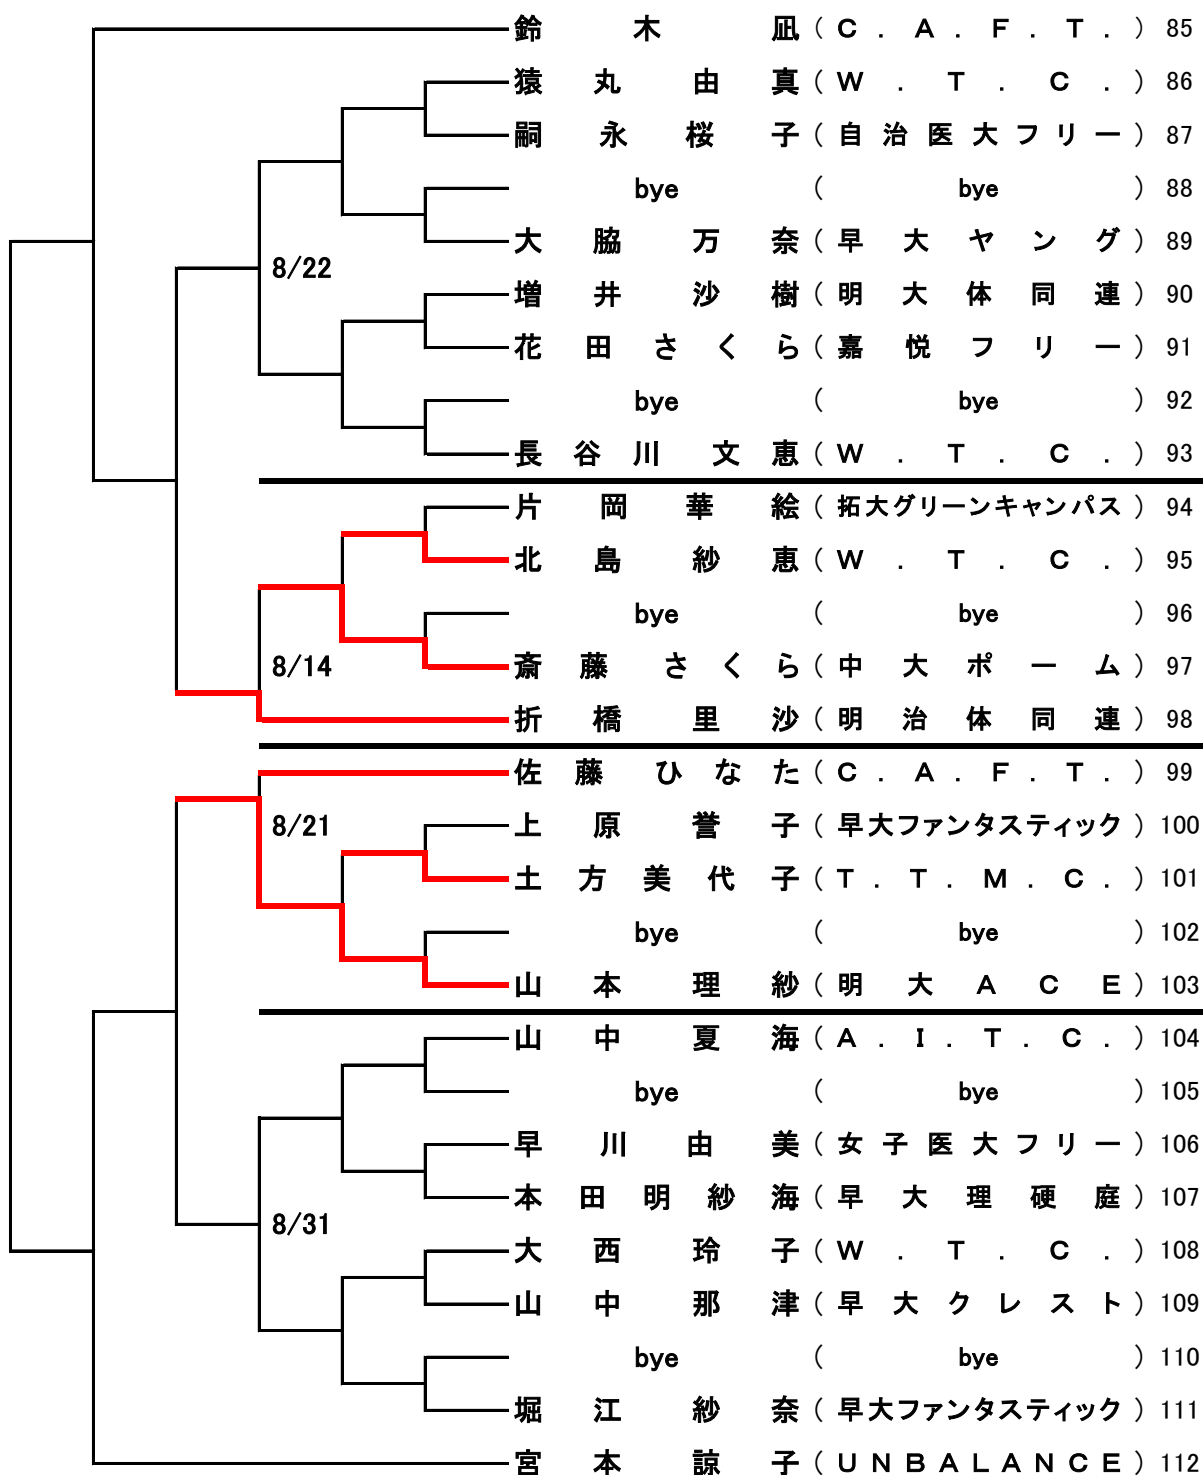 鈴木凪(C.A.F.T.) 85
猿丸由真(W.T.C.) 86
嗣永桜子(自治医大フリー) 87
bye(bye) 88
大脇万奈(早大ヤング) 89
8/22
増井沙樹(明大体同連) 90
花田さくら(嘉悦フリー) 91
bye(bye) 92
長谷川文恵(W.T.C.) 93
片岡華絵(拓大グリーンキャンパス) 94
北島紗恵(W.T.C.) 95
bye(bye) 96
8/14 斎藤さくら(中大ポーム) 97
折橋里沙(明治体同連) 98
佐藤ひなた(C.A.F.T.) 99
8/21 上原誉子(早大ファンタスティック) 100
土方美代子(T.T.M.C.) 101
bye(bye) 102
山本理紗(明大ACE) 103
山中夏海(A.I.T.C.) 104
bye(bye) 105
早川由美(女子医大フリー) 106
本田明紗海(早大理硬庭) 107
8/31
大西玲子(W.T.C.) 108
山中那津(早大クレスト) 109
bye(bye) 110
堀江紗奈(早大ファンタスティック) 111
宮本諒子(UNBALANCE) 112